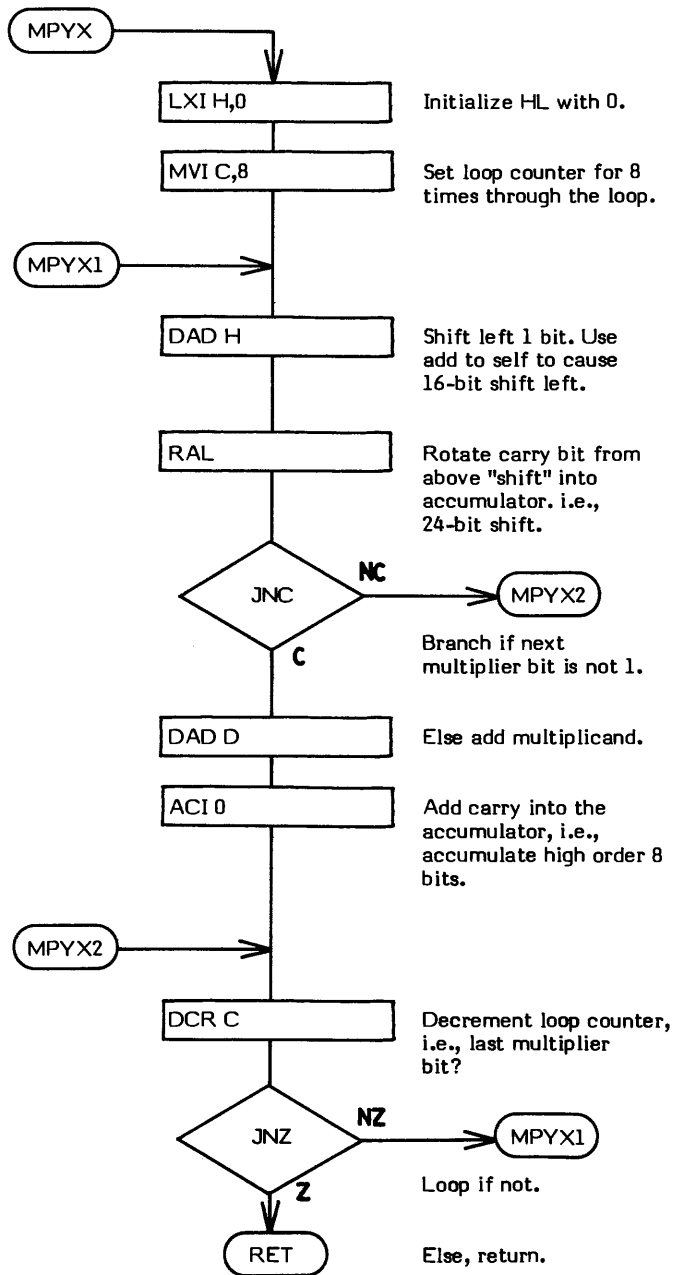 MPYX
LXI H,0
Initialize HL with 0.
MVI C,8
Set loop counter for 8
times through the loop.
MPYX1
DAD H
Shift left 1 bit. Use
add to self to cause
16-bit shift left.
RAL
Rotate carry bit from
above "shift" into
accumulator. i.e.,
24-bit shift.
JNC
NC
MPYX2
C
Branch if next
multiplier bit is not 1.
DAD D
Else add multiplicand.
ACI 0
Add carry into the
accumulator, i.e.,
accumulate high order 8
bits.
MPYX2
DCR C
Decrement loop counter,
i.e., last multiplier
bit?
JNZ
NZ
MPYX1
Z
Loop if not.
RET
Else, return.